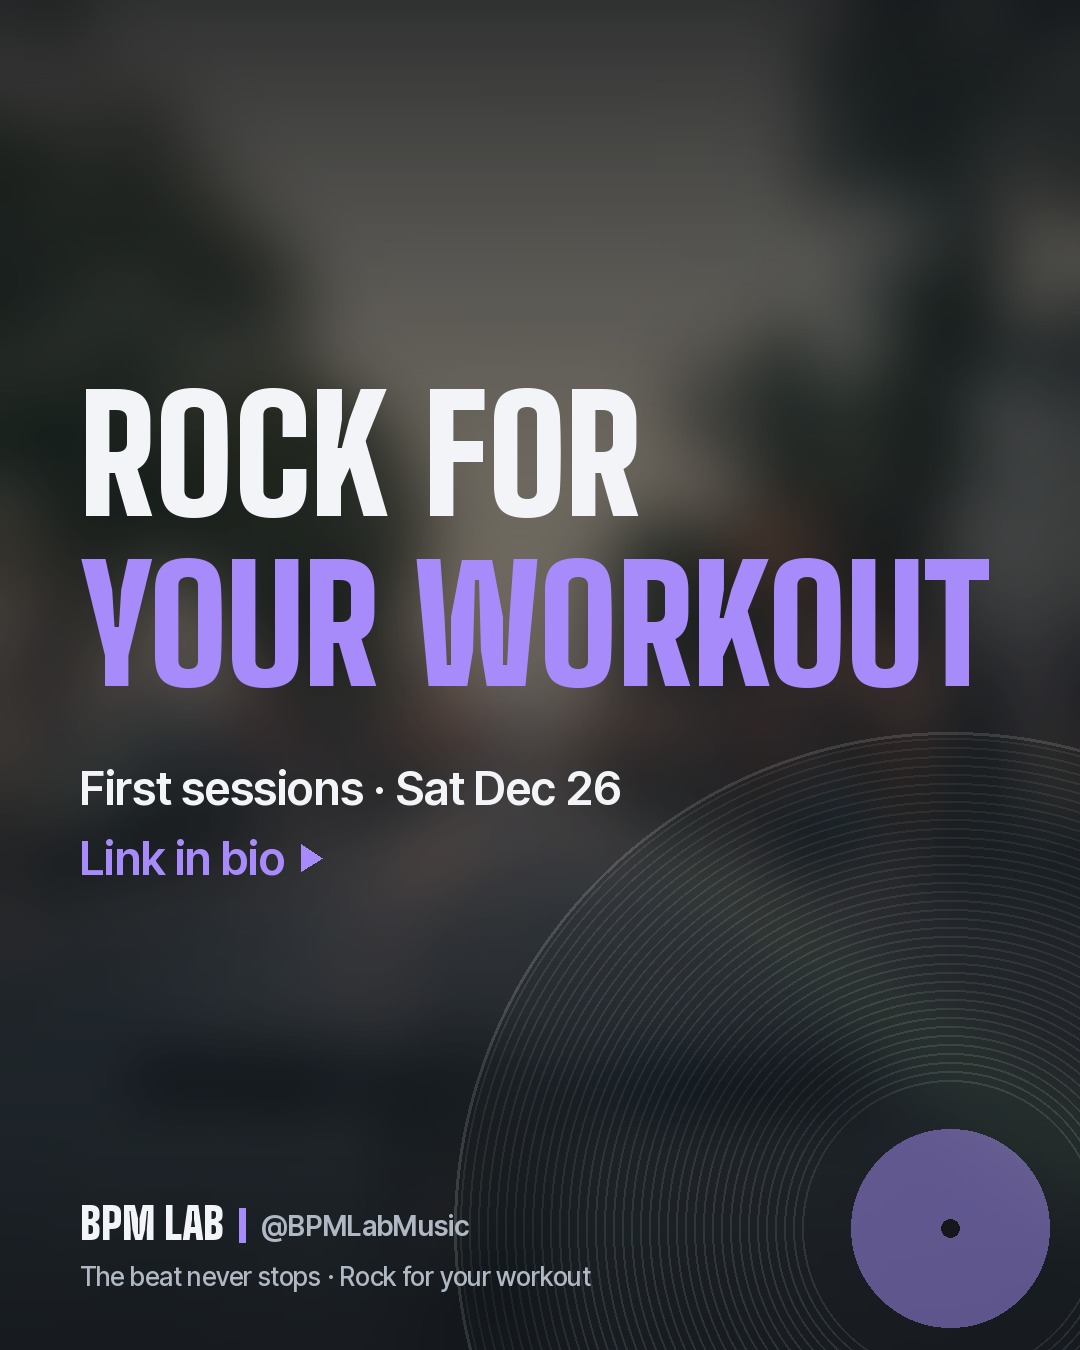 ROCK FOR
YOUR WORKOUT
First sessions · Sat Dec 26
Link in bio ▶
BPM LAB | @BPMLabMusic
The beat never stops · Rock for your workout